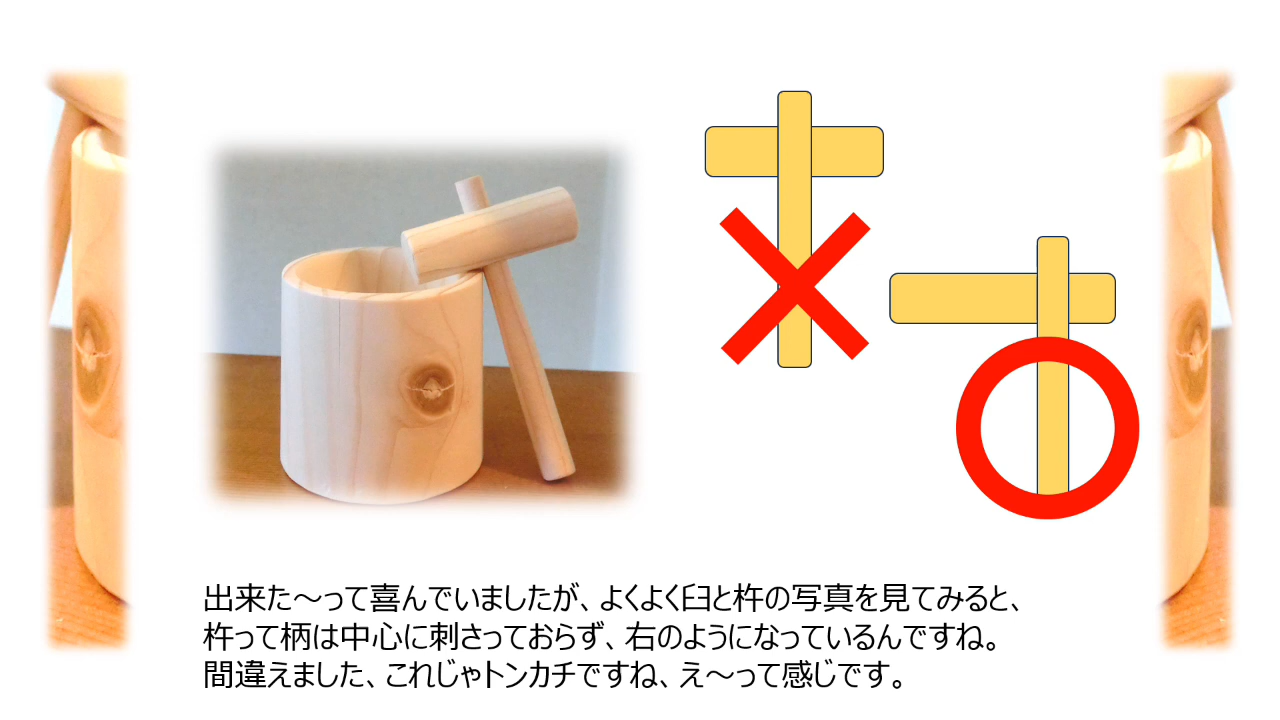 出来た～って喜んでいましたが、よくよく臼と杵の写真を見てみると、
杵って柄は中心に刺さっておらず、右のようになっているんですね。
間違えました、これじゃトンカチですね、え～って感じです。